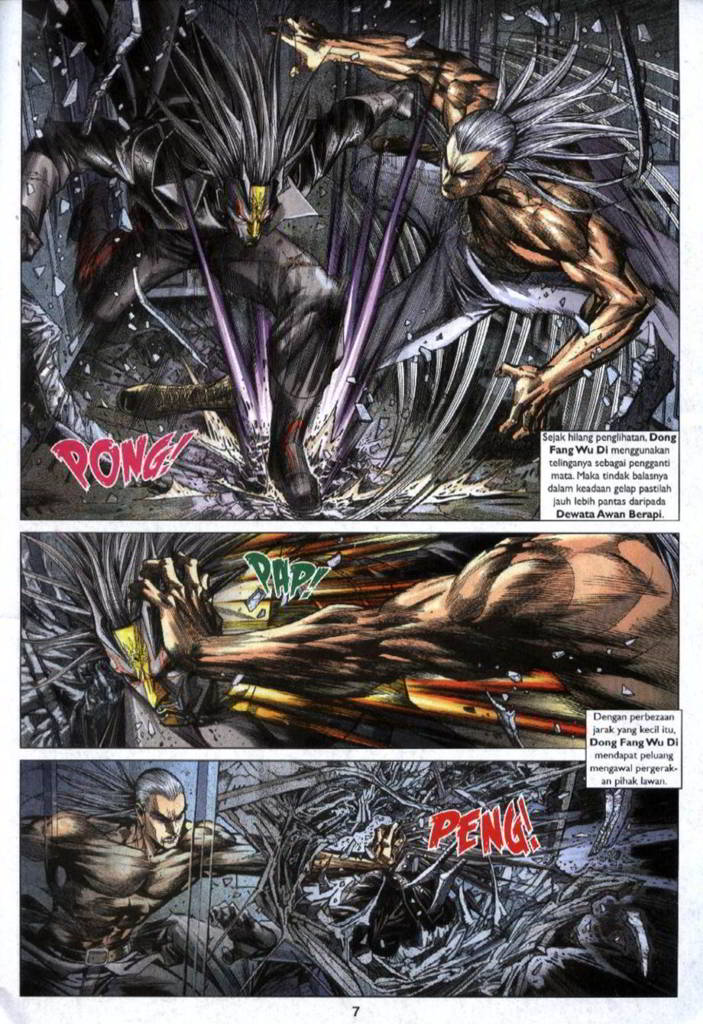 PONG!
Sejak hilang penglihatan, Dong
Fang Wu Di menggunakan
telinganya sebagai pengganti
mata. Maka tindak balasnya
dalam keadaan gelap pastilah
jauh lebih pantas daripada
Dewata Awan Berapi.
PAP!
Dengan perbezaan
jarak yang kecil itu,
Dong Fang Wu Di
mendapat peluang
mengawal pergerak-
an pihak lawan.
PENG!
7